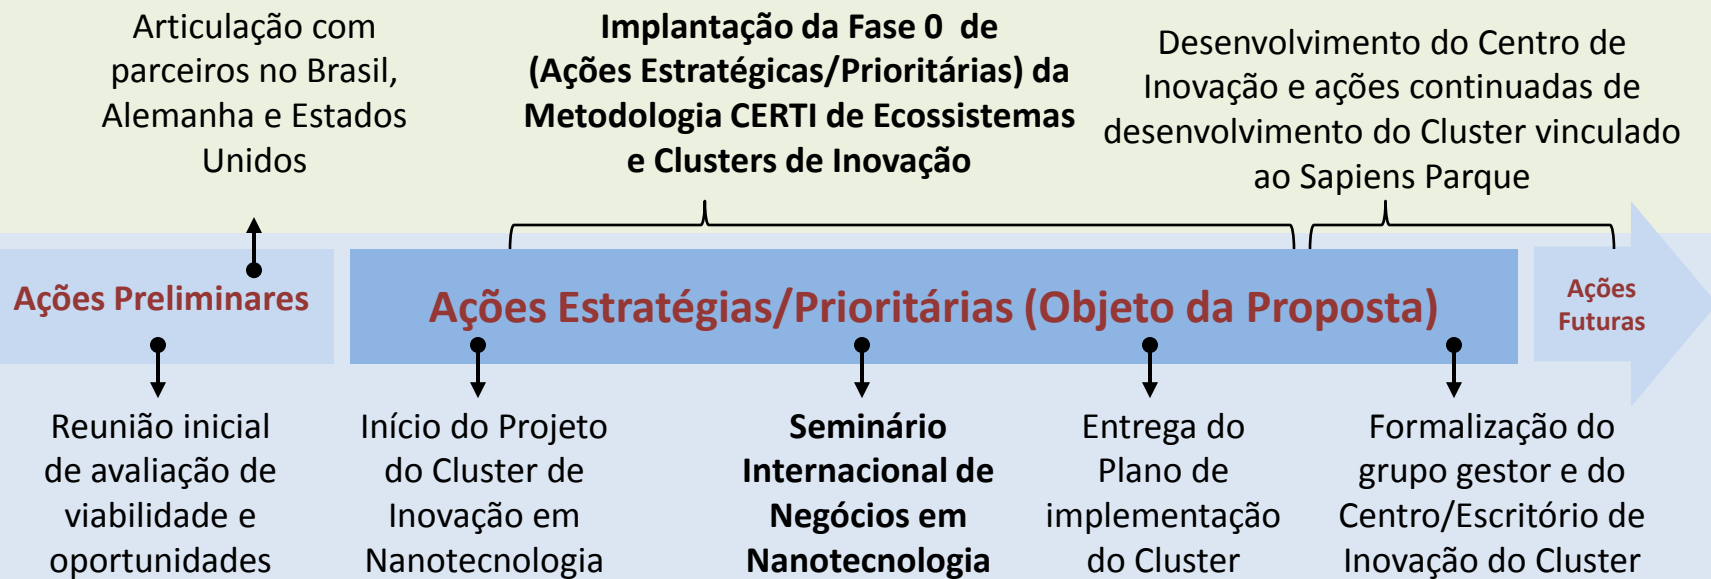 Articulação com
parceiros no Brasil,
Alemanha e Estados
Unidos
Implantação da Fase 0 de
(Ações Estratégicas/Prioritárias) da
Metodologia CERTI de Ecossistemas
e Clusters de Inovação
Desenvolvimento do Centro de
Inovação e ações continuadas de
desenvolvimento do Cluster vinculado
ao Sapiens Parque
Ações Preliminares
Ações Estratégias/Prioritárias (Objeto da Proposta)
Ações
Futuras
Reunião inicial
de avaliação de
viabilidade e
oportunidades
Início do Projeto
do Cluster de
Inovação em
Nanotecnologia
Seminário
Internacional de
Negócios em
Nanotecnologia
Entrega do
Plano de
implementação
do Cluster
Formalização do
grupo gestor e do
Centro/Escritório de
Inovação do Cluster